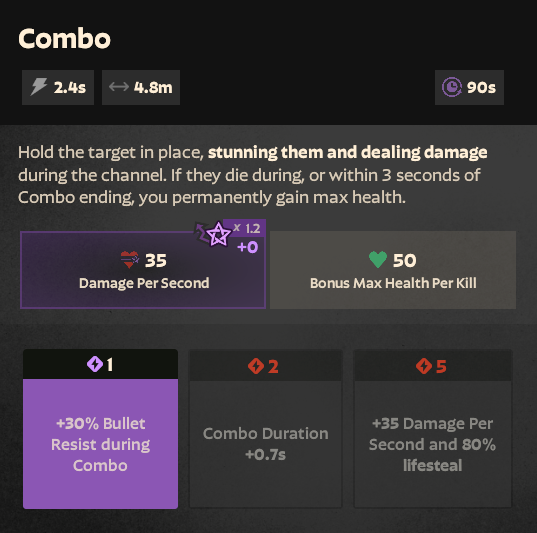 Combo
2.4s 4.8m 90s
Hold the target in place, stunning them and dealing damage
during the channel. If they die during, or within 3 seconds of
Combo ending, you permanently gain max health.
x 1.2
+0
35
Damage Per Second
50
Bonus Max Health Per Kill
1
+30% Bullet
Resist during
Combo
2
Combo Duration
+0.7s
5
+35 Damage Per
Second and 80%
lifesteal